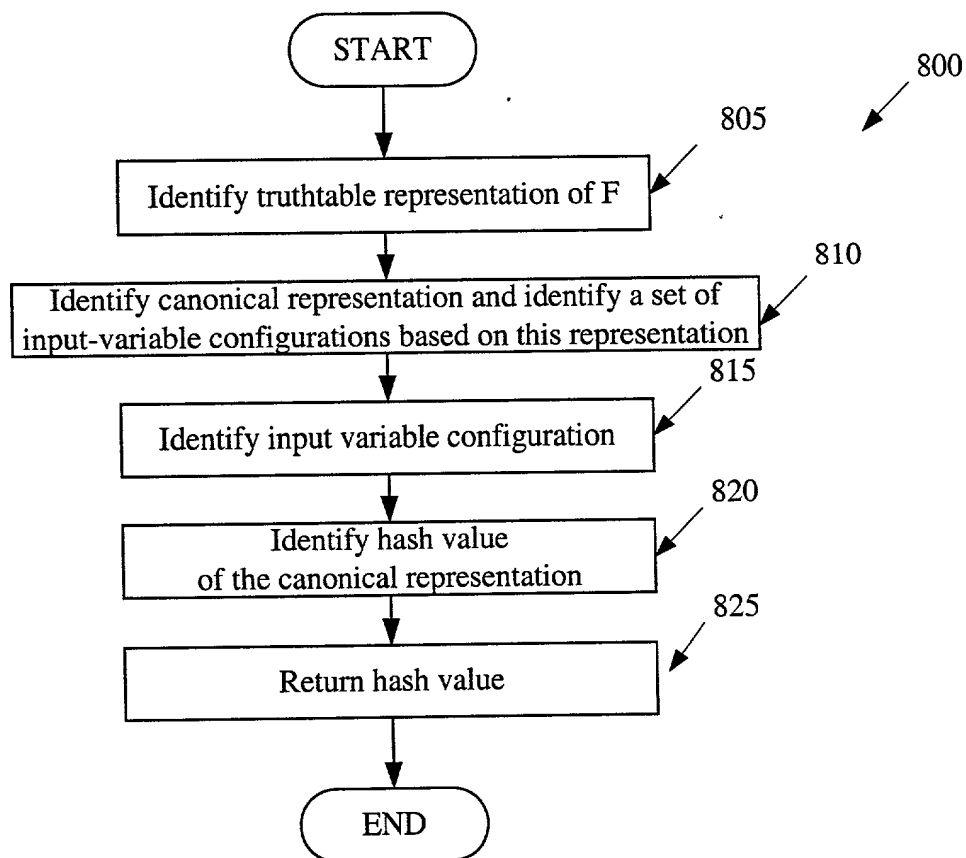 START
800
805
Identify truthtable representation of F
810
Identify canonical representation and identify a set of
input-variable configurations based on this representation
815
Identify input variable configuration
820
Identify hash value
of the canonical representation
825
Return hash value
END